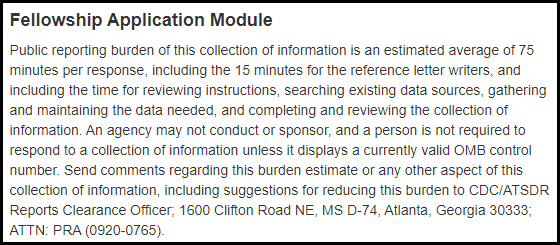 Fellowship Application Module
Public reporting burden of this collection of information is an estimated average of 75
minutes per response, including the 15 minutes for the reference letter writers, and
including the time for reviewing instructions, searching existing data sources, gathering
and maintaining the data needed, and completing and reviewing the collection of
information. An agency may not conduct or sponsor, and a person is not required to
respond to a collection of information unless it displays a currently valid OMB control
number. Send comments regarding this burden estimate or any other aspect of this
collection of information, including suggestions for reducing this burden to CDC/ATSDR
Reports Clearance Officer; 1600 Clifton Road NE, MS D-74, Atlanta, Georgia 30333;
ATTN: PRA (0920-0765).